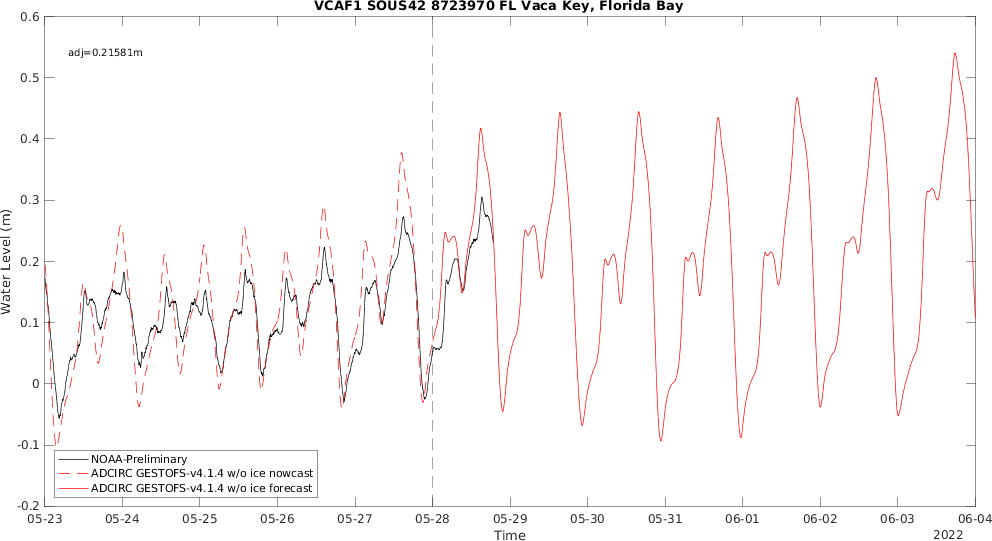 VCAF1 SOUS42 8723970 FL Vaca Key, Florida Bay
adj=0.21581m
0.6
0.5
0.4
0.3
0.2
0.1
0
-0.1
-0.2
Water Level (m)
NOAA-Preliminary
ADCIRC GESTOFS-v4.1.4 w/o ice nowcast
ADCIRC GESTOFS-v4.1.4 w/o ice forecast
05-23 05-24 05-25 05-26 05-27 05-28 05-29 05-30 05-31 06-01 06-02 06-03 06-04
Time
2022